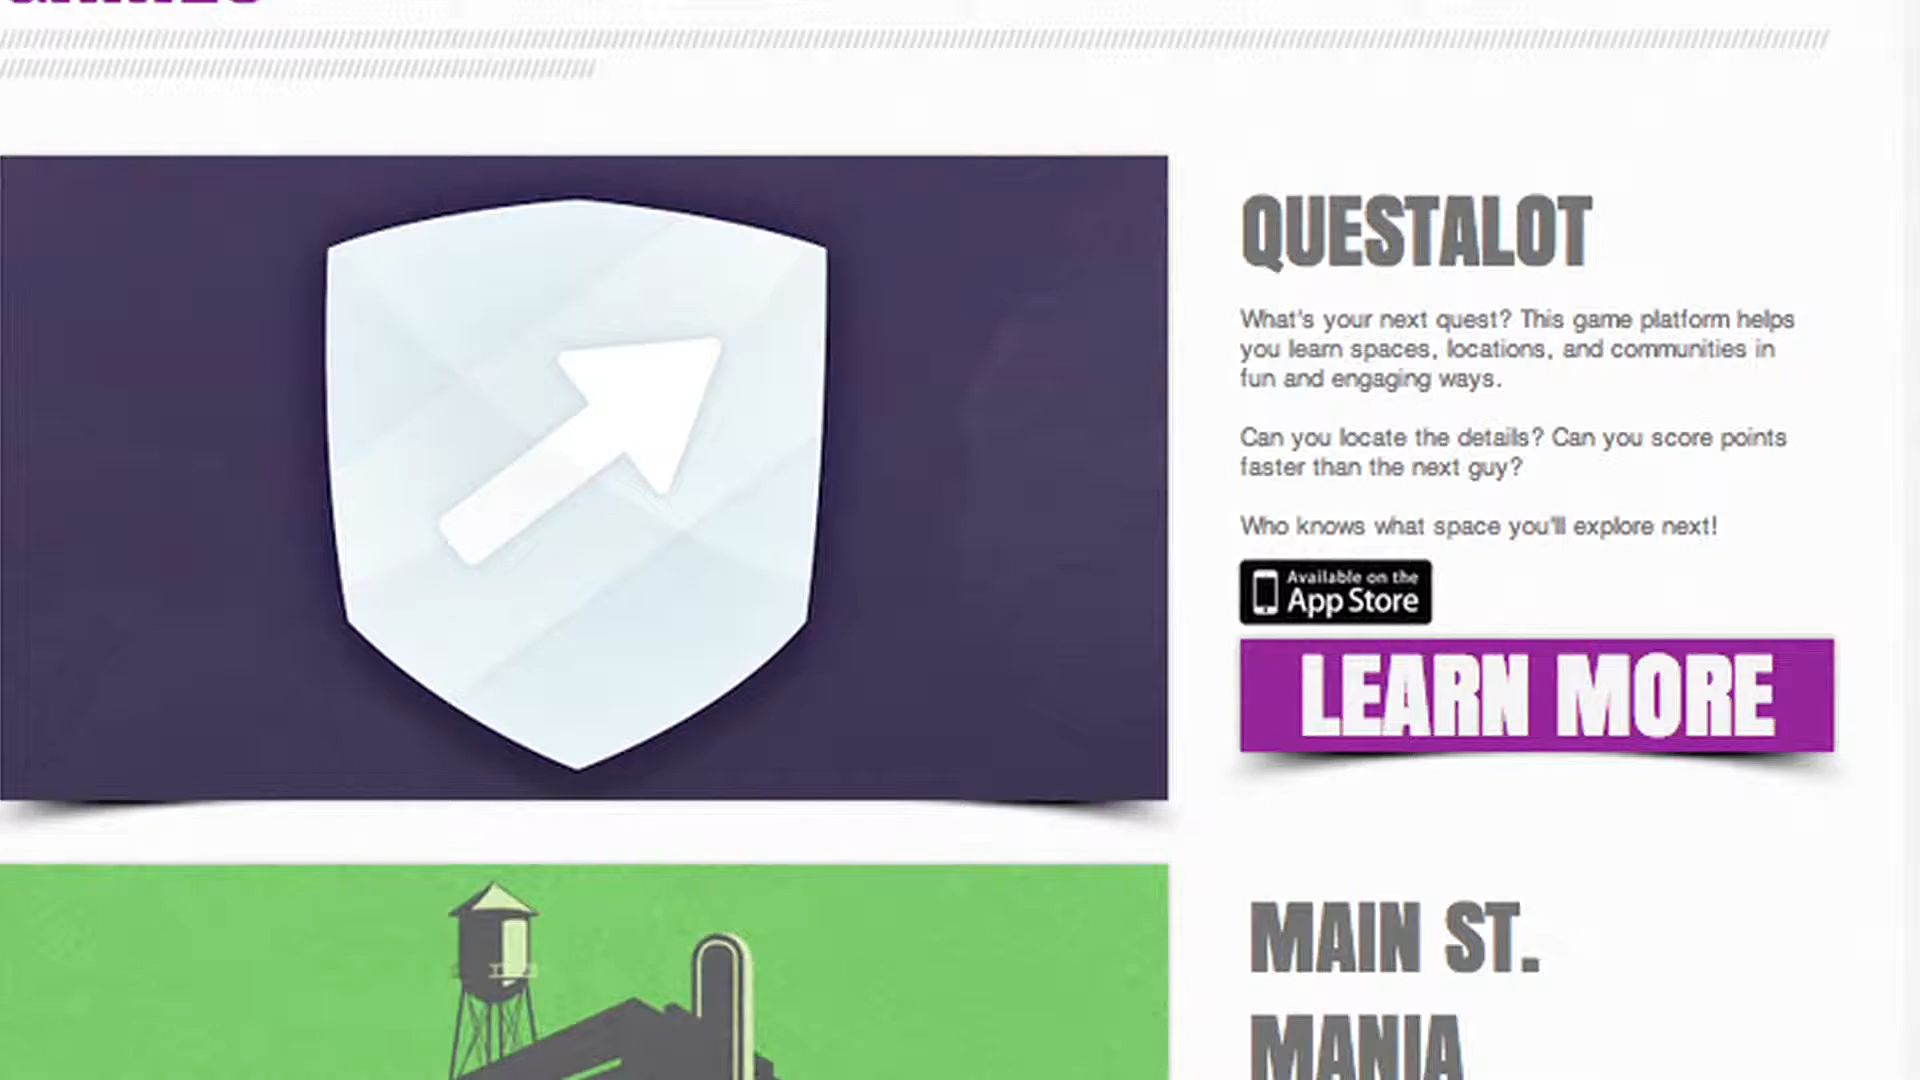 QUESTALOT
What's your next quest? This game platform helps
you learn spaces, locations, and communities in
fun and engaging ways.
Can you locate the details? Can you score points
faster than the next guy?
Who knows what space you'll explore next!
Available on the
App Store
LEARN MORE
MAIN ST.
MANIA